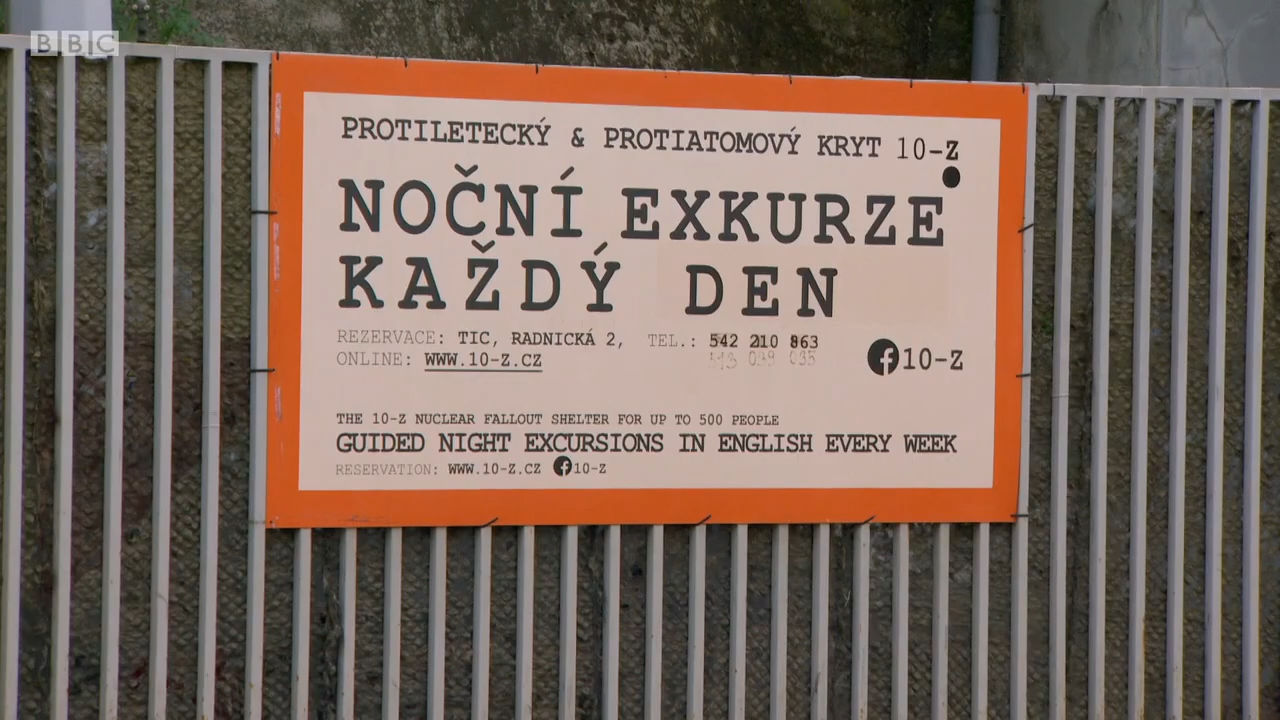 BBC
PROTILETECKÝ & PROTIATOMOVÝ KRYT 10-Z
NOČNÍ EXKURZE
KAŽDÝ DEN
REZERVACE: TIC, RADNICKÁ 2, TEL.: 542 210 863
ONLINE: WWW.10-Z.CZ
10-Z
THE 10-Z NUCLEAR FALLOUT SHELTER FOR UP TO 500 PEOPLE
GUIDED NIGHT EXCURSIONS IN ENGLISH EVERY WEEK
RESERVATION: WWW.10-Z.CZ 10-Z